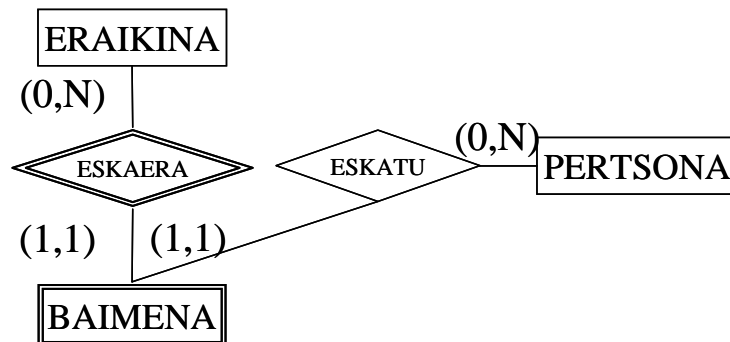 ERAIKINA
(0,N)
ESKAERA
ESKATU
(0,N)
PERTSONA
(1,1)
(1,1)
BAIMENA